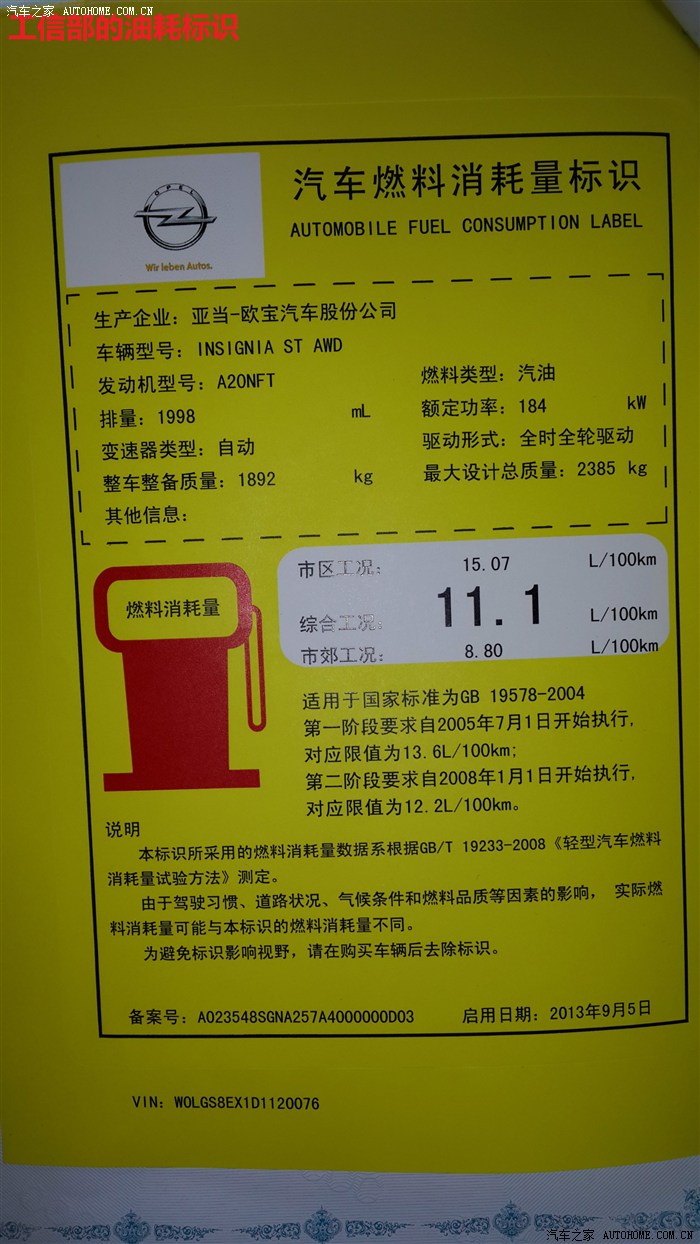 汽车之家 AUTOHOME.COM.CN
工信部的油耗标识
OPEL
Wir leben Autos.
汽车燃料消耗量标识
AUTOMOBILE FUEL CONSUMPTION LABEL
生产企业：亚当-欧宝汽车股份公司
车辆型号：INSIGNIA ST AWD
发动机型号：A20NFT 燃料类型：汽油
排量：1998 mL 额定功率：184 kW
变速器类型：自动 驱动形式：全时全轮驱动
整车整备质量：1892 kg 最大设计总质量：2385 kg
其他信息：
燃料消耗量
市区工况： 15.07 L/100km
综合工况： 11.1 L/100km
市郊工况： 8.80 L/100km
适用于国家标准为GB 19578-2004
第一阶段要求自2005年7月1日开始执行,
对应限值为13.6L/100km;
第二阶段要求自2008年1月1日开始执行,
对应限值为12.2L/100km。
说明
本标识所采用的燃料消耗量数据系根据GB/T 19233-2008《轻型汽车燃料
消耗量试验方法》测定。
由于驾驶习惯、道路状况、气候条件和燃料品质等因素的影响， 实际燃
料消耗量可能与本标识的燃料消耗量不同。
为避免标识影响视野，请在购买车辆后去除标识。
备案号：A023548SGNA257A4000000D03 启用日期：2013年9月5日
VIN：W0LGS8EX1D1120076
汽车之家 AUTOHOME.COM.CN